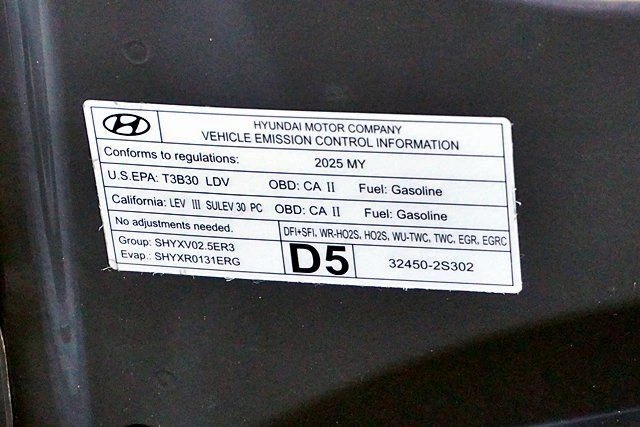 HYUNDAI MOTOR COMPANY
VEHICLE EMISSION CONTROL INFORMATION
Conforms to regulations: 2025 MY
U.S.EPA: T3B30 LDV OBD: CA II Fuel: Gasoline
California: LEV III SULEV30 PC OBD: CA II Fuel: Gasoline
No adjustments needed. DFI+SFI, WR-HO2S, HO2S, WU-TWC, TWC, EGR, EGRC
Group: SHYXV02.5ER3
Evap.: SHYXR0131ERG
D5 32450-2S302